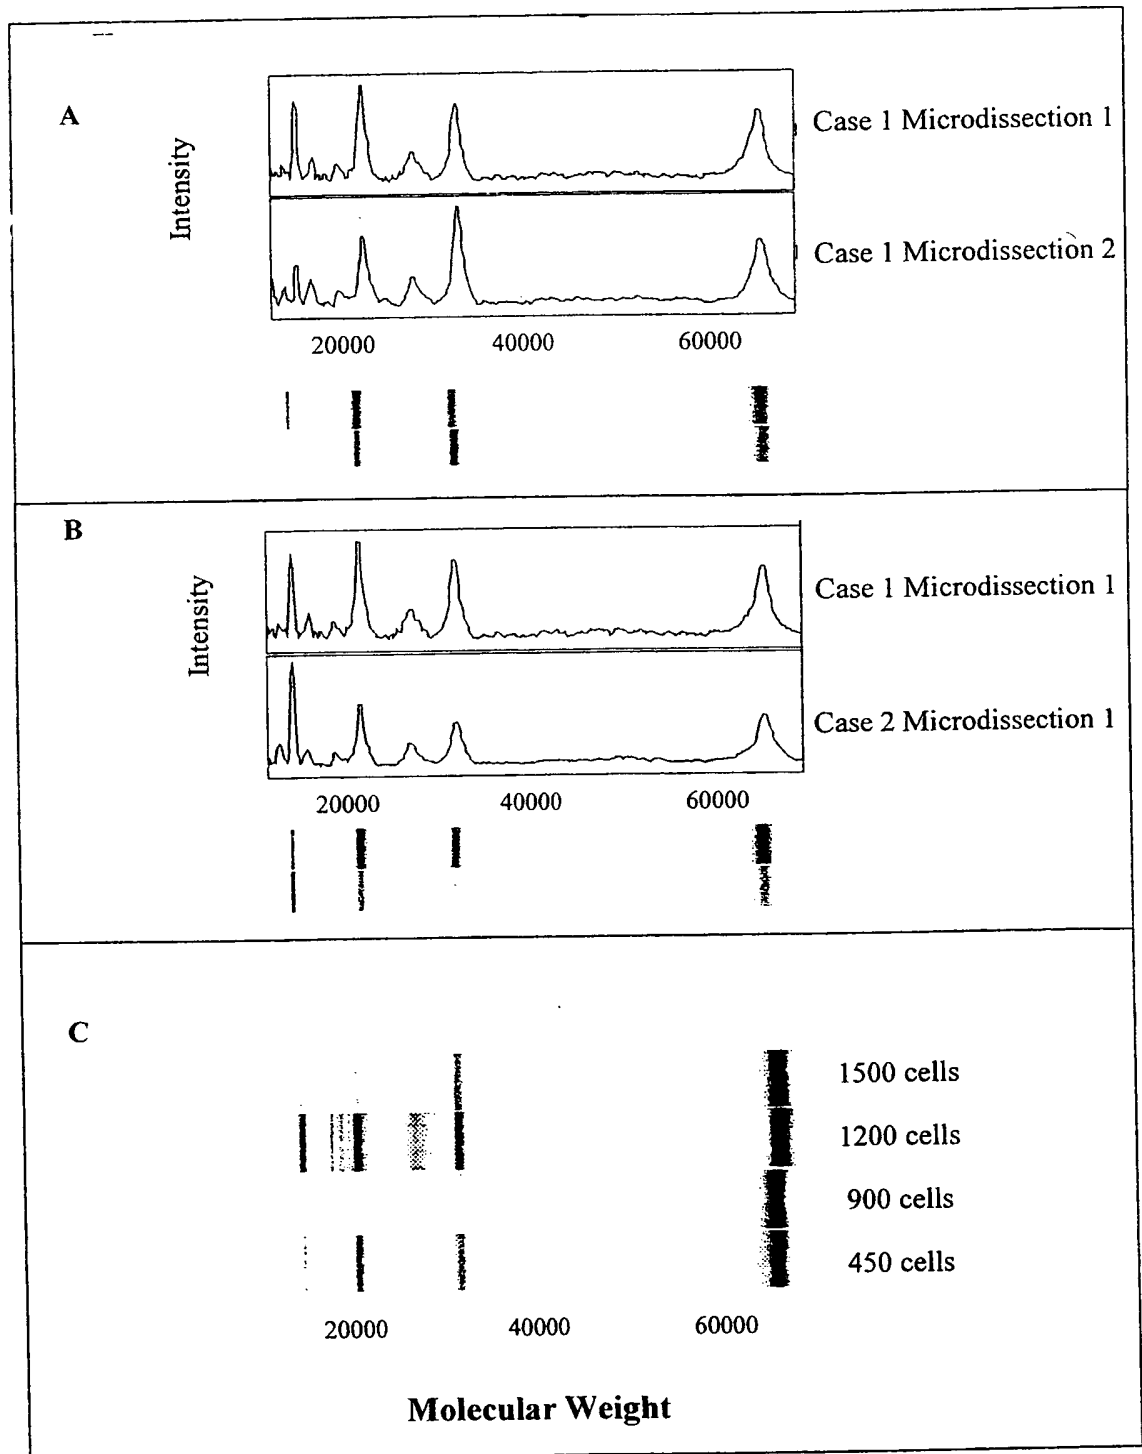 A
Intensity
Case 1 Microdissection 1
Case 1 Microdissection 2
20000 40000 60000
B
Intensity
Case 1 Microdissection 1
Case 2 Microdissection 1
20000 40000 60000
C
1500 cells
1200 cells
900 cells
450 cells
20000 40000 60000
Molecular Weight